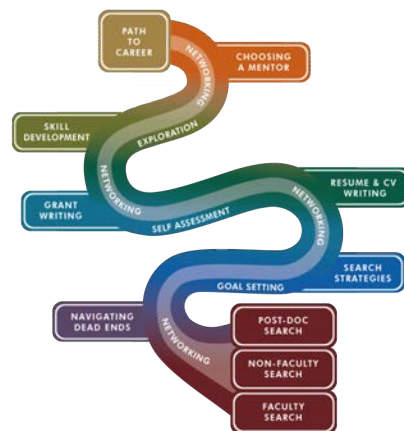 PATH
TO
CAREER
NETWORKING
CHOOSING
A MENTOR
SKILL
DEVELOPMENT
EXPLORATION
NETWORKING
GRANT
WRITING
SELF ASSESSMENT
NETWORKING
RESUME & CV
WRITING
SEARCH
STRATEGIES
GOAL SETTING
NAVIGATING
DEAD ENDS
NETWORKING
POST-DOC
SEARCH
NON-FACULTY
SEARCH
FACULTY
SEARCH